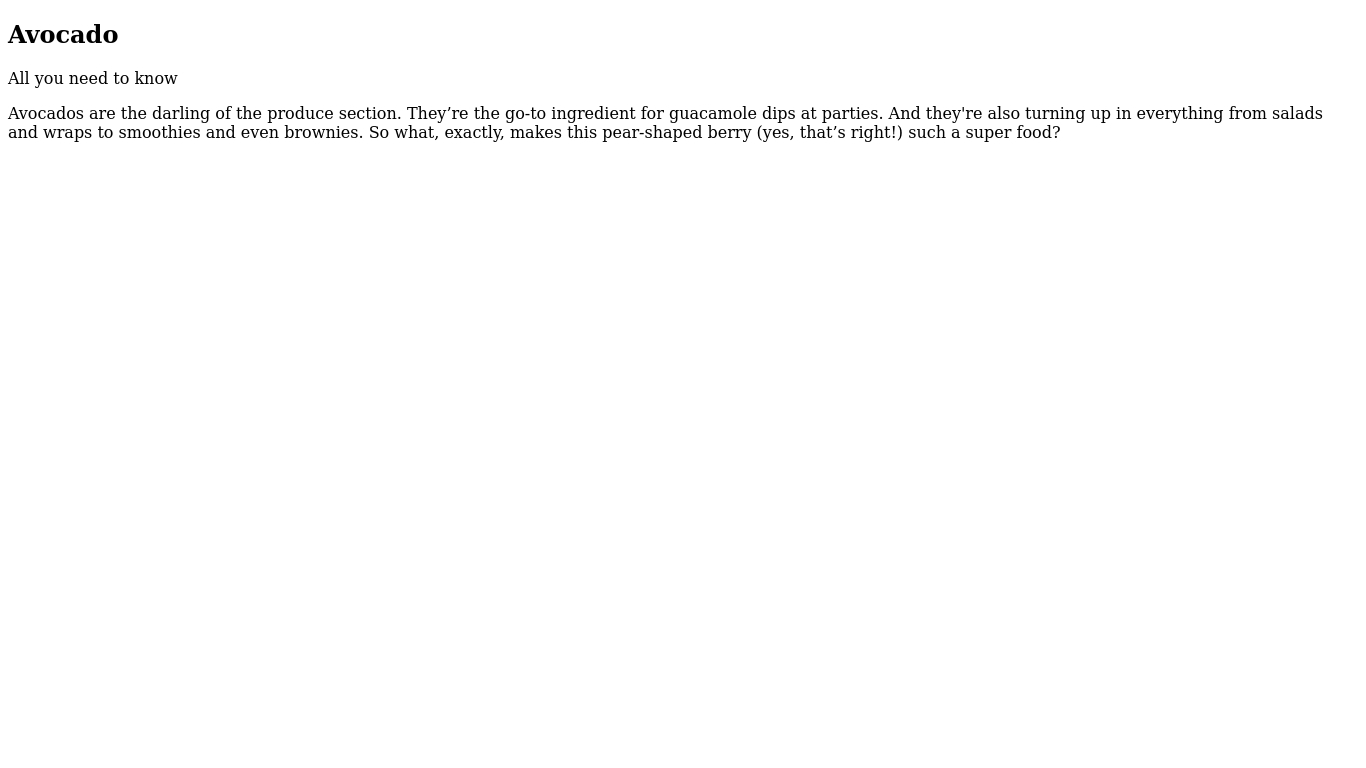 Avocado
All you need to know
Avocados are the darling of the produce section. They’re the go-to ingredient for guacamole dips at parties. And they're also turning up in everything from salads
and wraps to smoothies and even brownies. So what, exactly, makes this pear-shaped berry (yes, that’s right!) such a super food?